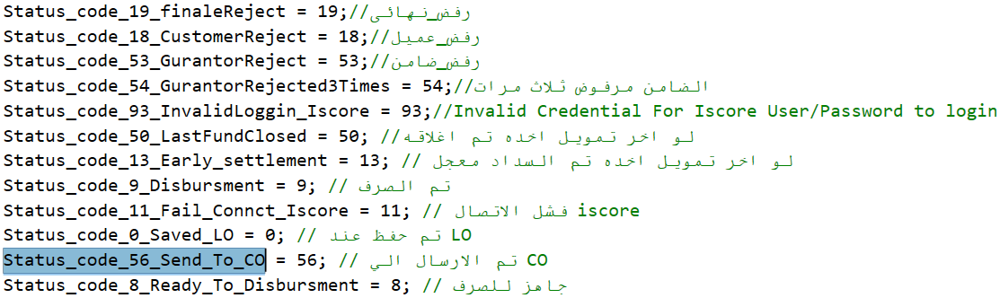 Status_code_19_finaleReject = 19;//رفض_نهائى
Status_code_18_CustomerReject = 18;//رفض_عميل
Status_code_53_GurantorReject = 53;//رفض_ضامن
Status_code_54_GurantorRejected3Times = 54;//الضامن مرفوض ثلاث مرات
Status_code_93_InvalidLoggin_Iscore = 93;//Invalid Credential For Iscore User/Password to login
Status_code_50_LastFundClosed = 50; //لو اخر تمويل اخده تم اغلاقه
Status_code_13_Early_settlement = 13; // لو اخر تمويل اخده تم السداد معجل
Status_code_9_Disbursment = 9; // تم الصرف
Status_code_11_Fail_Connct_Iscore = 11; // فشل الاتصال iscore
Status_code_0_Saved_LO = 0; // تم حفظ عند LO
Status_code_56_Send_To_CO = 56; // تم الارسال الي CO
Status_code_8_Ready_To_Disbursment = 8; // جاهز للصرف